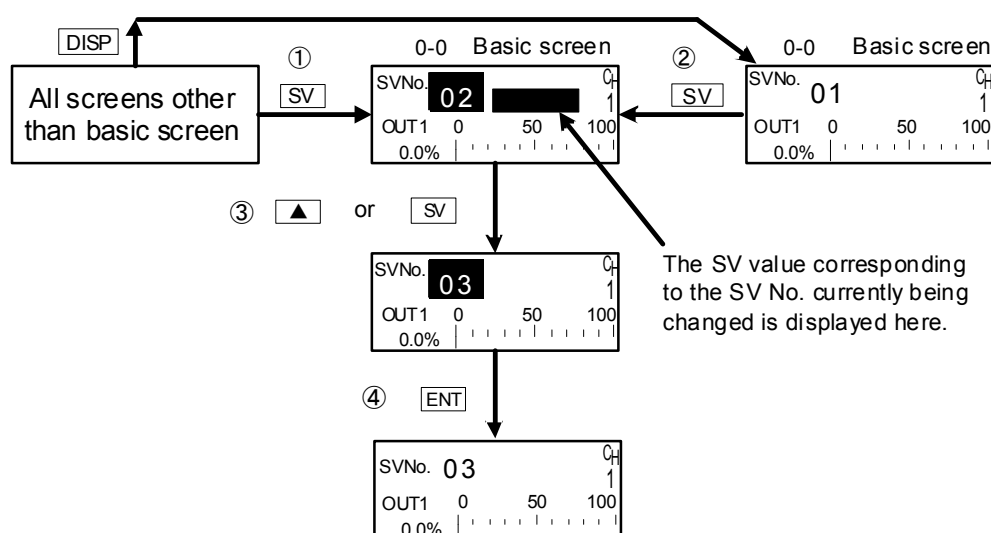 DISP
①
SV
0-0 Basic screen
②
SV
0-0 Basic screen
All screens other
than basic screen
SVNo. 02 CH
1
OUT1 0 50 100
0.0%
SVNo. 01 CH
1
OUT1 0 50 100
0.0%
③ ▲ or SV
SVNo. 03 CH
1
OUT1 0 50 100
0.0%
The SV value corresponding
to the SV No. currently being
changed is displayed here.
④ ENT
SVNo. 03 CH
1
OUT1 0 50 100
0.0%